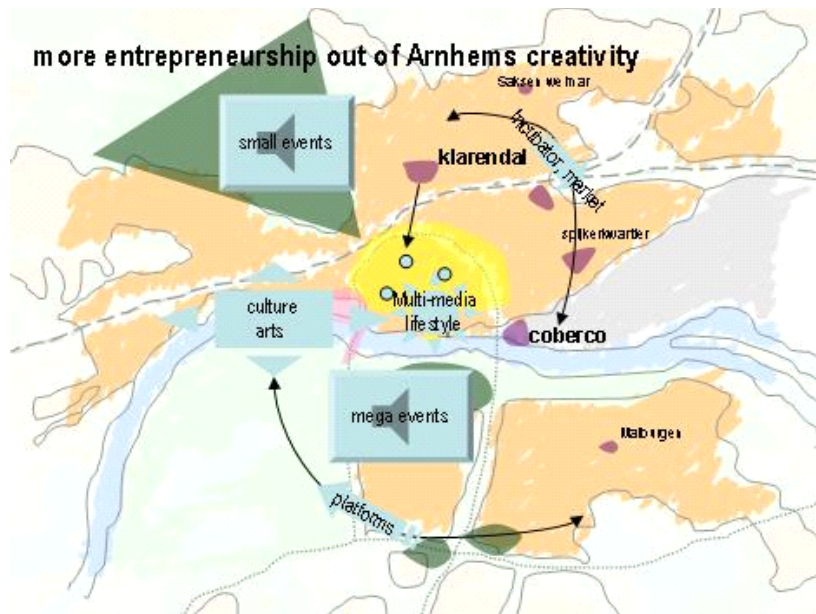 more entrepreneurship out of Arnhems creativity
Saksen weimar
small events
Incubator, market
klarendal
spijkerkwartier
culture
arts
Multi-media
lifestyle
coberco
mega events
Malburgen
platforms